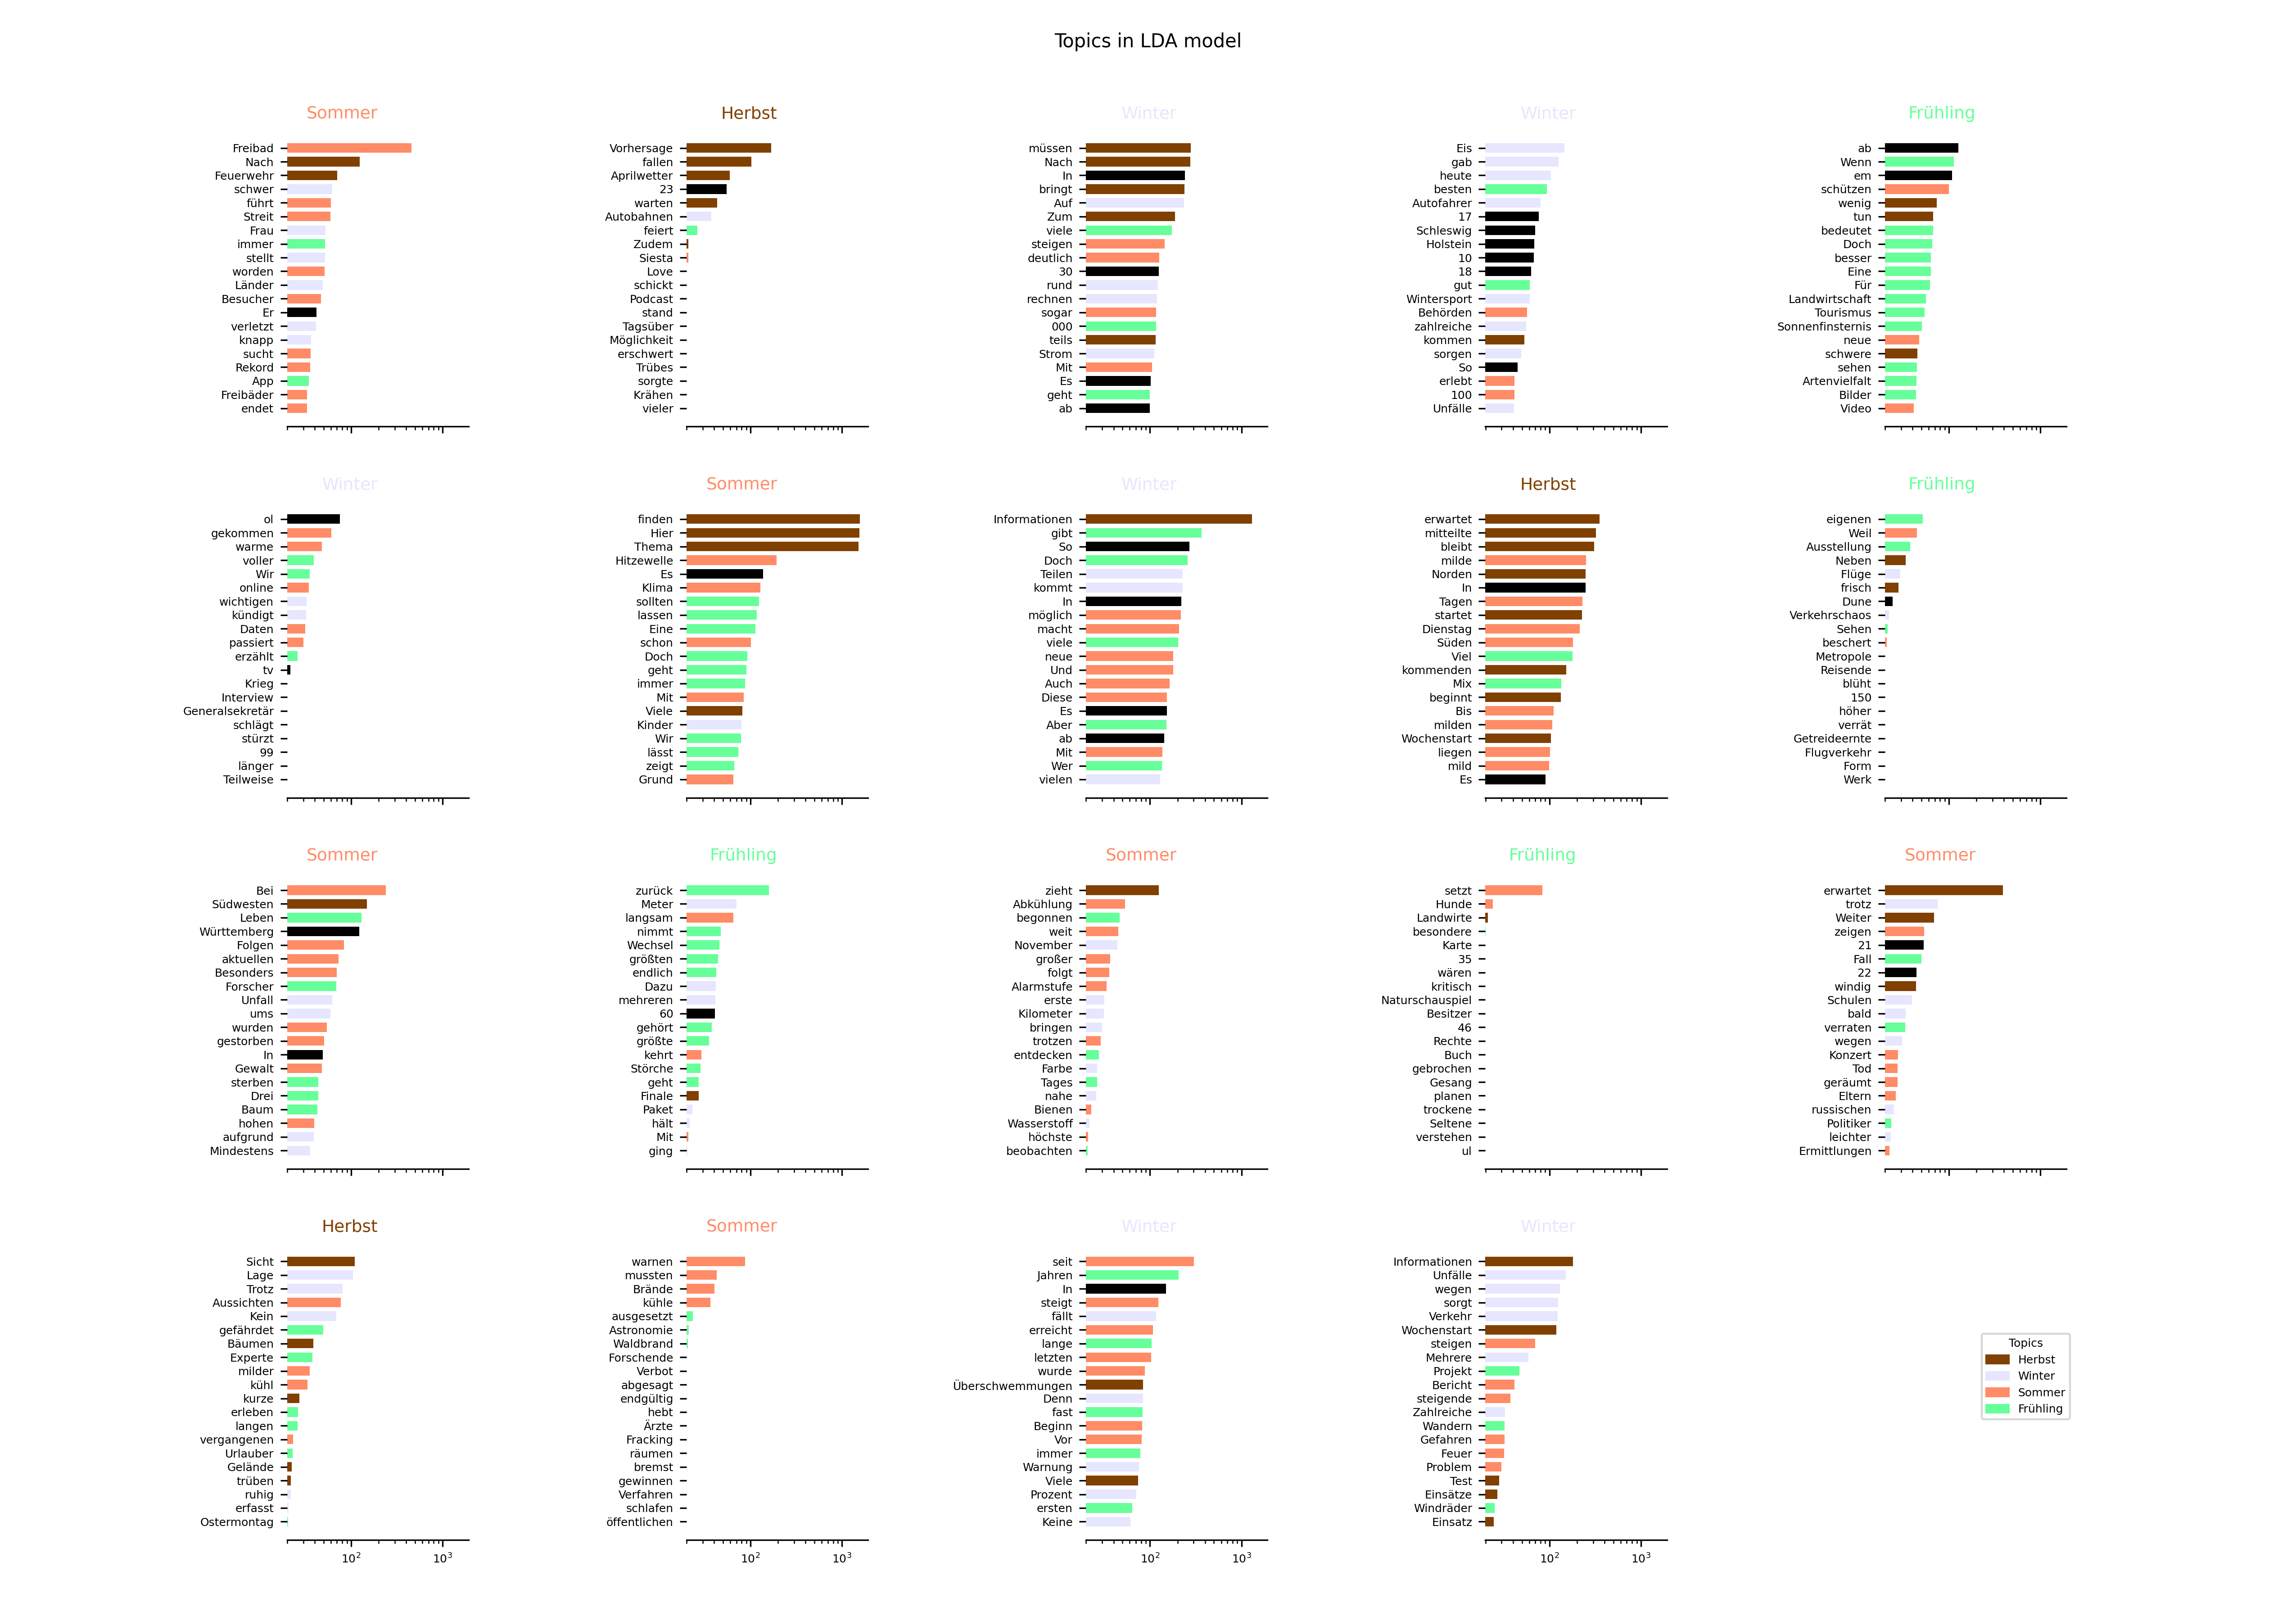 Topics in LDA model
Sommer
Freibad
Nach
Feuerwehr
schwer
führt
Streit
Frau
immer
stellt
worden
Länder
Besucher
Er
verletzt
knapp
sucht
Rekord
App
Freibäder
endet
Herbst
Vorhersage
fallen
Aprilwetter
23
warten
Autobahnen
feiert
Zudem
Siesta
Love
schickt
Podcast
stand
Tagsüber
Möglichkeit
erschwert
Trübes
sorgte
Krähen
vieler
Winter
müssen
Nach
In
bringt
Auf
Zum
viele
steigen
deutlich
30
rund
rechnen
sogar
000
teils
Strom
Mit
Es
geht
ab
Winter
Eis
gab
heute
besten
Autofahrer
17
Schleswig
Holstein
10
18
gut
Wintersport
Behörden
zahlreiche
kommen
sorgen
So
erlebt
100
Unfälle
Frühling
ab
Wenn
em
schützen
wenig
tun
bedeutet
Doch
besser
Eine
Für
Landwirtschaft
Tourismus
Sonnenfinsternis
neue
schwere
sehen
Artenvielfalt
Bilder
Video
Winter
ol
gekommen
warme
voller
Wir
online
wichtigen
kündigt
Daten
passiert
erzählt
tv
Krieg
Interview
Generalsekretär
schlägt
stürzt
99
länger
Teilweise
Sommer
finden
Hier
Thema
Hitzewelle
Es
Klima
sollten
lassen
Eine
schon
Doch
geht
immer
Mit
Viele
Kinder
Wir
lässt
zeigt
Grund
Winter
Informationen
gibt
So
Doch
Teilen
kommt
In
möglich
macht
viele
neue
Und
Auch
Diese
Es
Aber
ab
Mit
Wer
vielen
Herbst
erwartet
mitteilte
bleibt
milde
Norden
In
Tagen
startet
Dienstag
Süden
Viel
kommenden
Mix
beginnt
Bis
milden
Wochenstart
liegen
mild
Es
Frühling
eigenen
Weil
Ausstellung
Neben
Flüge
frisch
Dune
Verkehrschaos
Sehen
beschert
Metropole
Reisende
blüht
150
höher
verrät
Getreideernte
Flugverkehr
Form
Werk
Sommer
Bei
Südwesten
Leben
Württemberg
Folgen
aktuellen
Besonders
Forscher
Unfall
ums
wurden
gestorben
In
Gewalt
sterben
Drei
Baum
hohen
aufgrund
Mindestens
Frühling
zurück
Meter
langsam
nimmt
Wechsel
größten
endlich
Dazu
mehreren
60
gehört
größte
kehrt
Störche
geht
Finale
Paket
hält
Mit
ging
Sommer
zieht
Abkühlung
begonnen
weit
November
großer
folgt
Alarmstufe
erste
Kilometer
bringen
trotzen
entdecken
Farbe
Tages
nahe
Bienen
Wasserstoff
höchste
beobachten
Frühling
setzt
Hunde
Landwirte
besondere
Karte
35
wären
kritisch
Naturschauspiel
Besitzer
46
Rechte
Buch
gebrochen
Gesang
planen
trockene
Seltene
verstehen
ul
Sommer
erwartet
trotz
Weiter
zeigen
21
Fall
22
windig
Schulen
bald
verraten
wegen
Konzert
Tod
geräumt
Eltern
russischen
Politiker
leichter
Ermittlungen
Herbst
Sicht
Lage
Trotz
Aussichten
Kein
gefährdet
Bäumen
Experte
milder
kühl
kurze
erleben
langen
vergangenen
Urlauber
Gelände
trüben
ruhig
erfasst
Ostermontag
10²
10³
Sommer
warnen
mussten
Brände
kühle
ausgesetzt
Astronomie
Waldbrand
Forschende
Verbot
abgesagt
endgültig
hebt
Ärzte
Fracking
räumen
bremst
gewinnen
Verfahren
schlafen
öffentlichen
10²
10³
Winter
seit
Jahren
In
steigt
fällt
erreicht
lange
letzten
wurde
Überschwemmungen
Denn
fast
Beginn
Vor
immer
Warnung
Viele
Prozent
ersten
Keine
10²
10³
Winter
Informationen
Unfälle
wegen
sorgt
Verkehr
Wochenstart
steigen
Mehrere
Projekt
Bericht
steigende
Zahlreiche
Wandern
Gefahren
Feuer
Problem
Test
Einsätze
Windräder
Einsatz
10²
10³
Topics
Herbst
Winter
Sommer
Frühling